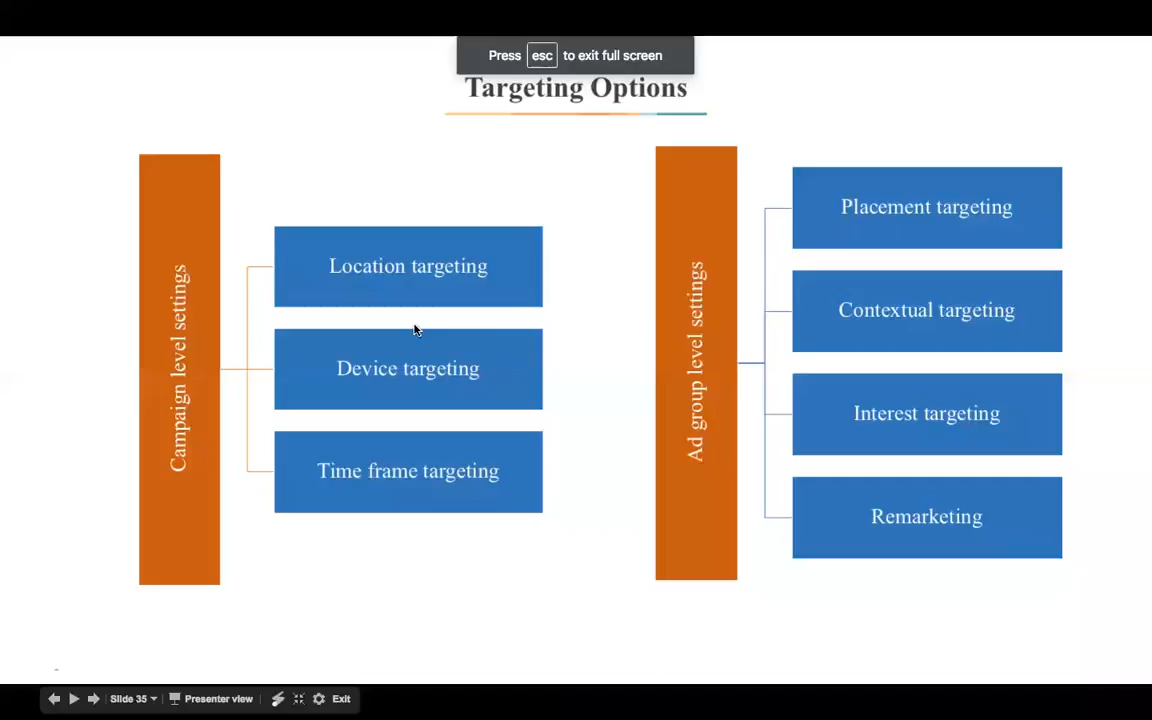 Press esc to exit full screen
Targeting Options
Campaign level settings
Location targeting
Device targeting
Time frame targeting
Ad group level settings
Placement targeting
Contextual targeting
Interest targeting
Remarketing
Slide 35 Presenter view Exit